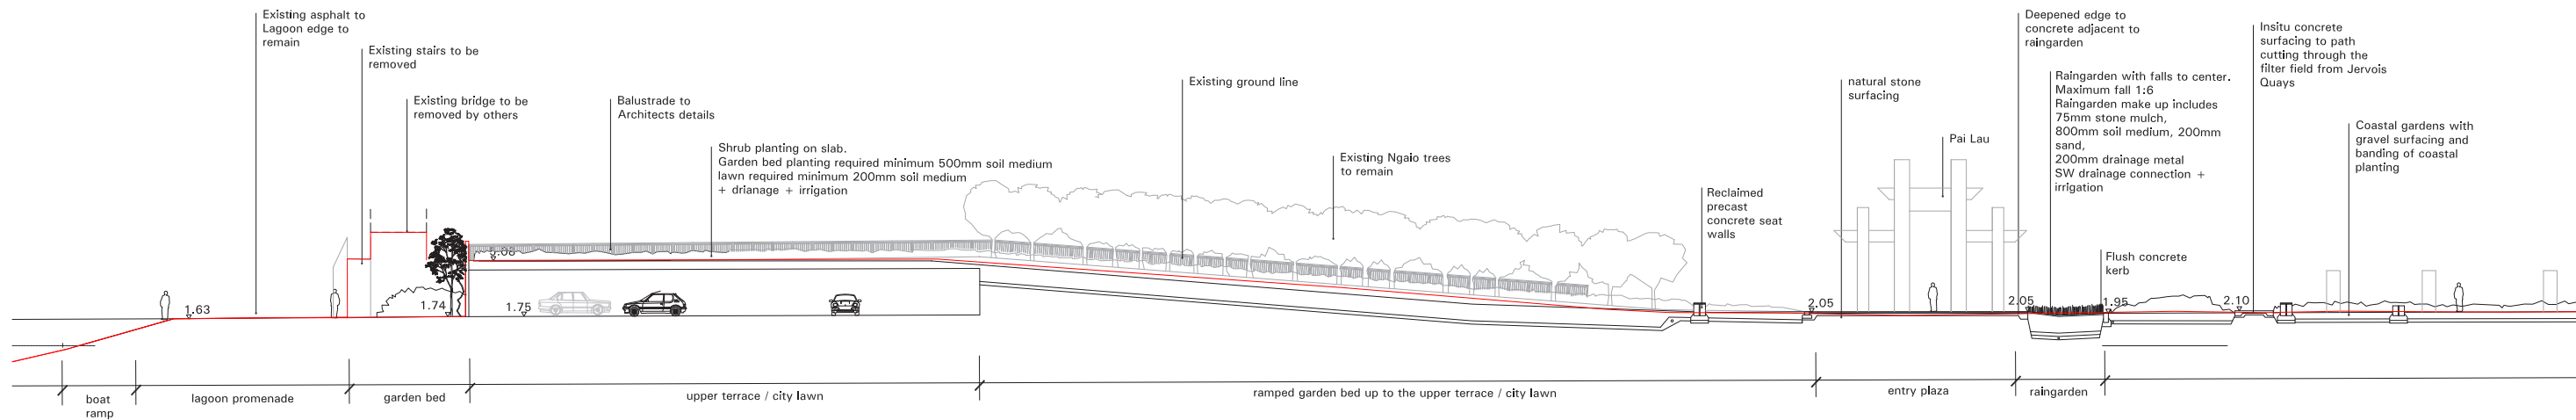 Existing asphalt to
Lagoon edge to
remain
Existing stairs to be
removed
Existing bridge to be
removed by others
Balustrade to
Architects details
Shrub planting on slab.
Garden bed planting required minimum 500mm soil medium
lawn required minimum 200mm soil medium
+ drianage + irrigation
Existing ground line
Existing Ngaio trees
to remain
Reclaimed
precast
concrete seat
walls
natural stone
surfacing
Pai Lau
Deepened edge to
concrete adjacent to
raingarden
Raingarden with falls to center.
Maximum fall 1:6
Raingarden make up includes
75mm stone mulch,
800mm soil medium, 200mm
sand,
200mm drainage metal
SW drainage connection +
irrigation
Flush concrete
kerb
Insitu concrete
surfacing to path
cutting through the
filter field from Jervois
Quays
Coastal gardens with
gravel surfacing and
banding of coastal
planting
1.63
1.74
1.75
2.05
2.05
1.95
2.10
boat
ramp
lagoon promenade
garden bed
upper terrace / city lawn
ramped garden bed up to the upper terrace / city lawn
entry plaza
raingarden